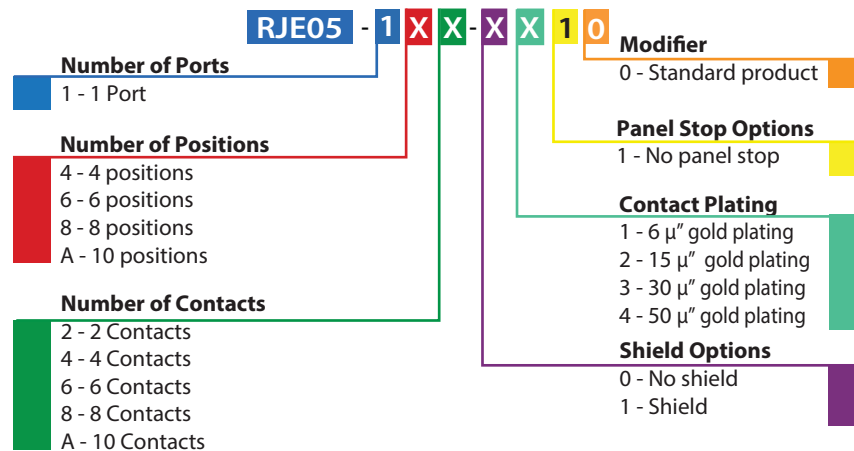 RJE05 - 1 X X - X X 1 0
Number of Ports
1 - 1 Port
Number of Positions
4 - 4 positions
6 - 6 positions
8 - 8 positions
A - 10 positions
Number of Contacts
2 - 2 Contacts
4 - 4 Contacts
6 - 6 Contacts
8 - 8 Contacts
A - 10 Contacts
Modifier
0 - Standard product
Panel Stop Options
1 - No panel stop
Contact Plating
1 - 6 µ” gold plating
2 - 15 µ” gold plating
3 - 30 µ” gold plating
4 - 50 µ” gold plating
Shield Options
0 - No shield
1 - Shield